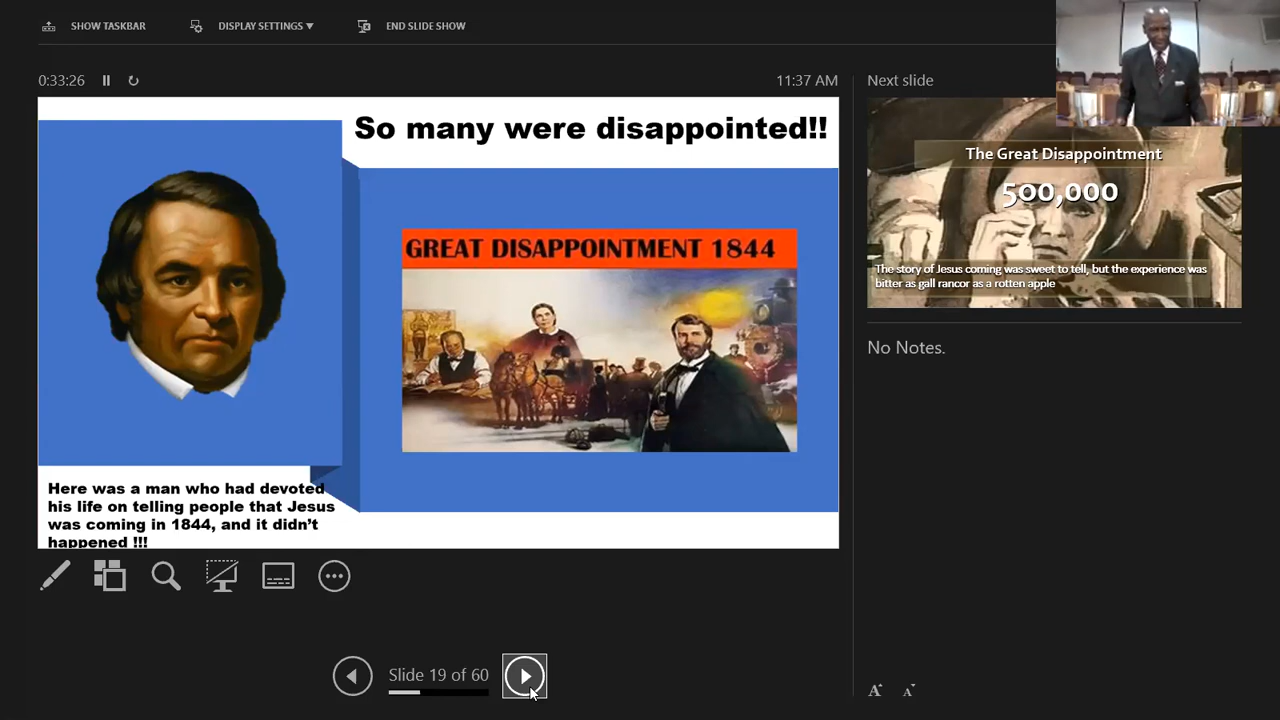 SHOW TASKBAR
DISPLAY SETTINGS ▼
END SLIDE SHOW
0:33:26
11:37 AM
Next slide
So many were disappointed!!
GREAT DISAPPOINTMENT 1844
Here was a man who had devoted
his life on telling people that Jesus
was coming in 1844, and it didn't
happened !!!
The Great Disappointment
500,000
The story of Jesus coming was sweet to tell, but the experience was
bitter as gall rancor as a rotten apple
No Notes.
Slide 19 of 60
A A